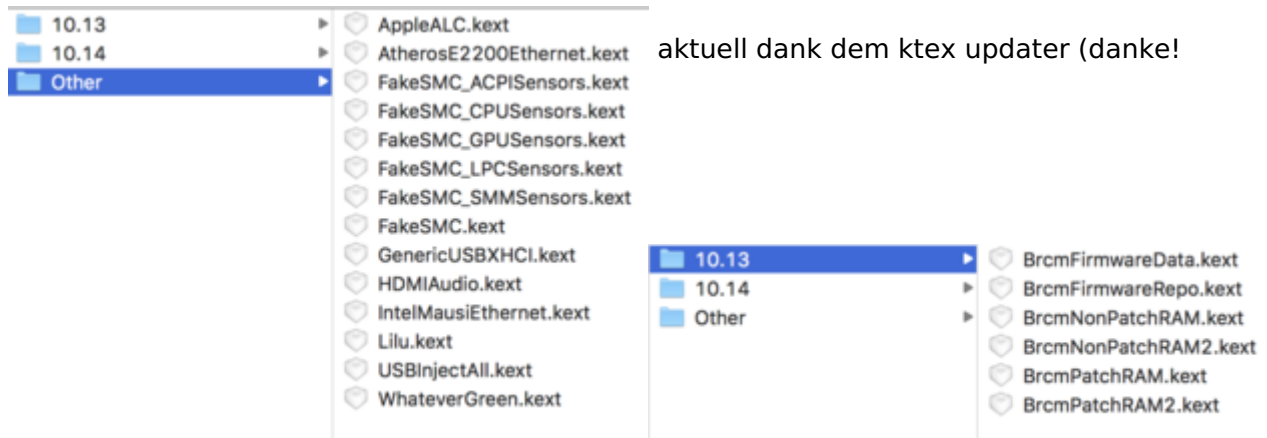 10.13
10.14
Other
AppleALC.kext
AtherosE2200Ethernet.kext
FakeSMC_ACPISensors.kext
FakeSMC_CPUSensors.kext
FakeSMC_GPUSensors.kext
FakeSMC_LPCSensors.kext
FakeSMC_SMMSensors.kext
FakeSMC.kext
GenericUSBXHCI.kext
HDMIAudio.kext
IntelMausiEthernet.kext
Lilu.kext
USBInjectAll.kext
WhateverGreen.kext
aktuell dank dem ktex updater (danke!
10.13
10.14
Other
BrcmFirmwareData.kext
BrcmFirmwareRepo.kext
BrcmNonPatchRAM.kext
BrcmNonPatchRAM2.kext
BrcmPatchRAM.kext
BrcmPatchRAM2.kext